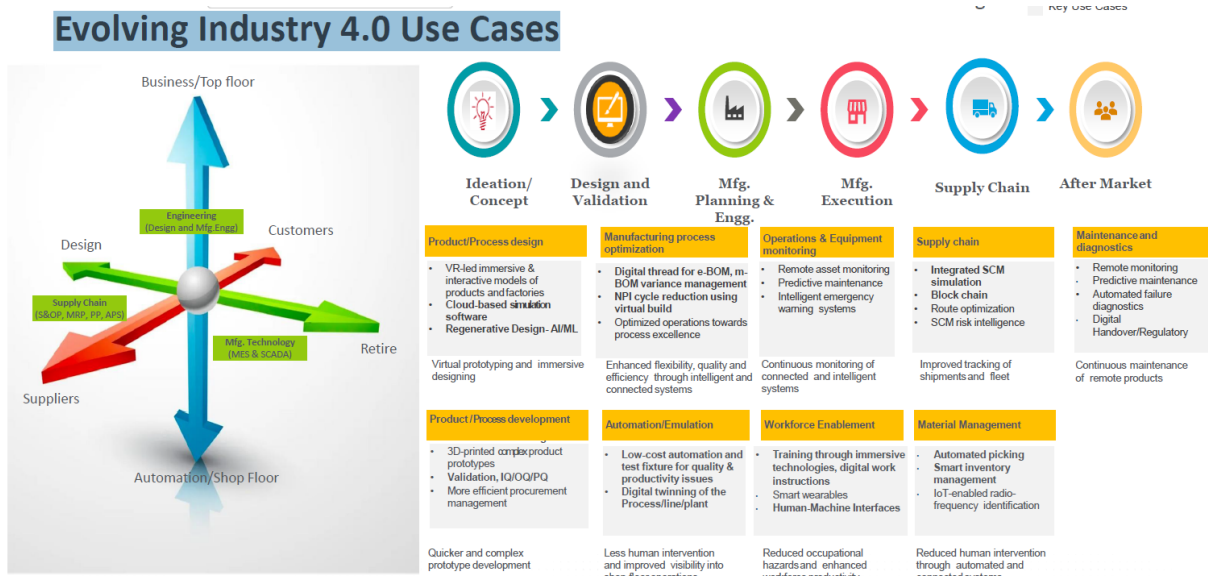 Key Use Cases
Evolving Industry 4.0 Use Cases
Business/Top floor
Engineering
(Design and Mfg.Engg)
Customers
Design
Supply Chain
(S&OP, MRP, PP, APS)
Mfg. Technology
(MES & SCADA)
Retire
Suppliers
Automation/Shop Floor
Ideation/
Concept
Design and
Validation
Mfg.
Planning &
Engg.
Mfg.
Execution
Supply Chain
After Market
Product/Process design
• VR-led immersive &
interactive models of
products and factories
• Cloud-based simulation
software
• Regenerative Design- AI/ML
Virtual prototyping and immersive
designing
Manufacturing process
optimization
• Digital thread for e-BOM, m-
BOM variance management
• NPI cycle reduction using
virtual build
• Optimized operations towards
process excellence
Enhanced flexibility, quality and
efficiency through intelligent and
connected systems
Operations & Equipment
monitoring
• Remote asset monitoring
• Predictive maintenance
• Intelligent emergency
warning systems
Continuous monitoring of
connected and intelligent
systems
Supply chain
• Integrated SCM
simulation
• Block chain
• Route optimization
• SCM risk intelligence
Improved tracking of
shipments and fleet
Maintenance and
diagnostics
• Remote monitoring
• Predictive maintenance
• Automated failure
diagnostics
• Digital
Handover/Regulatory
Continuous maintenance
of remote products
Product /Process development
• 3D-printed complex product
prototypes
• Validation, IQ/OQ/PQ
• More efficient procurement
management
Quicker and complex
prototype development
Automation/Emulation
• Low-cost automation and
test fixture for quality &
productivity issues
• Digital twinning of the
Process/line/plant
Less human intervention
and improved visibility into
shop floor operations
Workforce Enablement
• Training through immersive
technologies, digital work
instructions
• Smart wearables
• Human-Machine Interfaces
Reduced occupational
hazards and enhanced
workforce productivity
Material Management
• Automated picking
• Smart inventory
management
• IoT-enabled radio-
frequency identification
Reduced human intervention
through automated and
connected systems